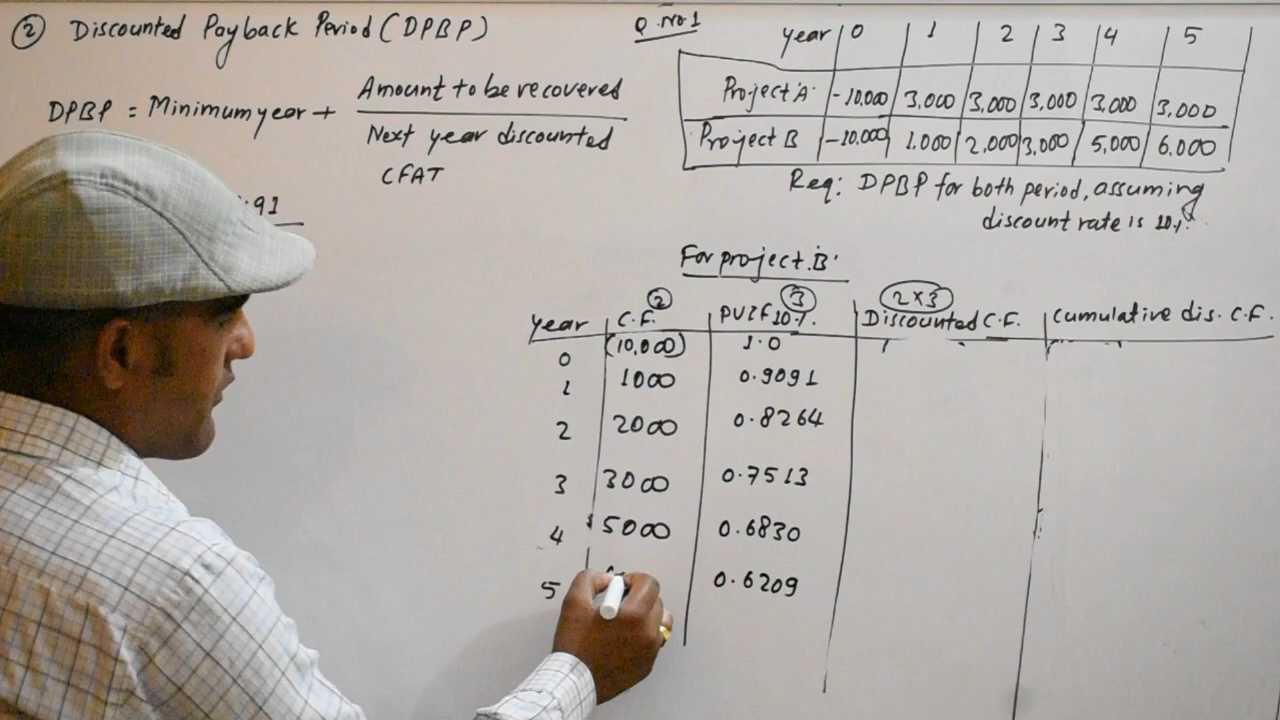 ② Discounted Payback Period (DPBP)
DPBP = Minimum year + Amount to be recovered
Next year discounted
CFAT
.91
Q.No1
year 0 1 2 3 4 5
Project A -10,000 3,000 3,000 3,000 3,000 3,000
Project B -10,000 1,000 2,000 3,000 5,000 6,000
Req: DPBP for both period, assuming
discount rate is 10%.
For project 'B'
② ③ 2×3
year C.F. PVIF 10%. Discounted C.F. Cumulative dis. C.F.
0 (10,000) 1.0
1 1000 0.9091
2 2000 0.8264
3 3000 0.7513
4 5000 0.6830
5 0.6209